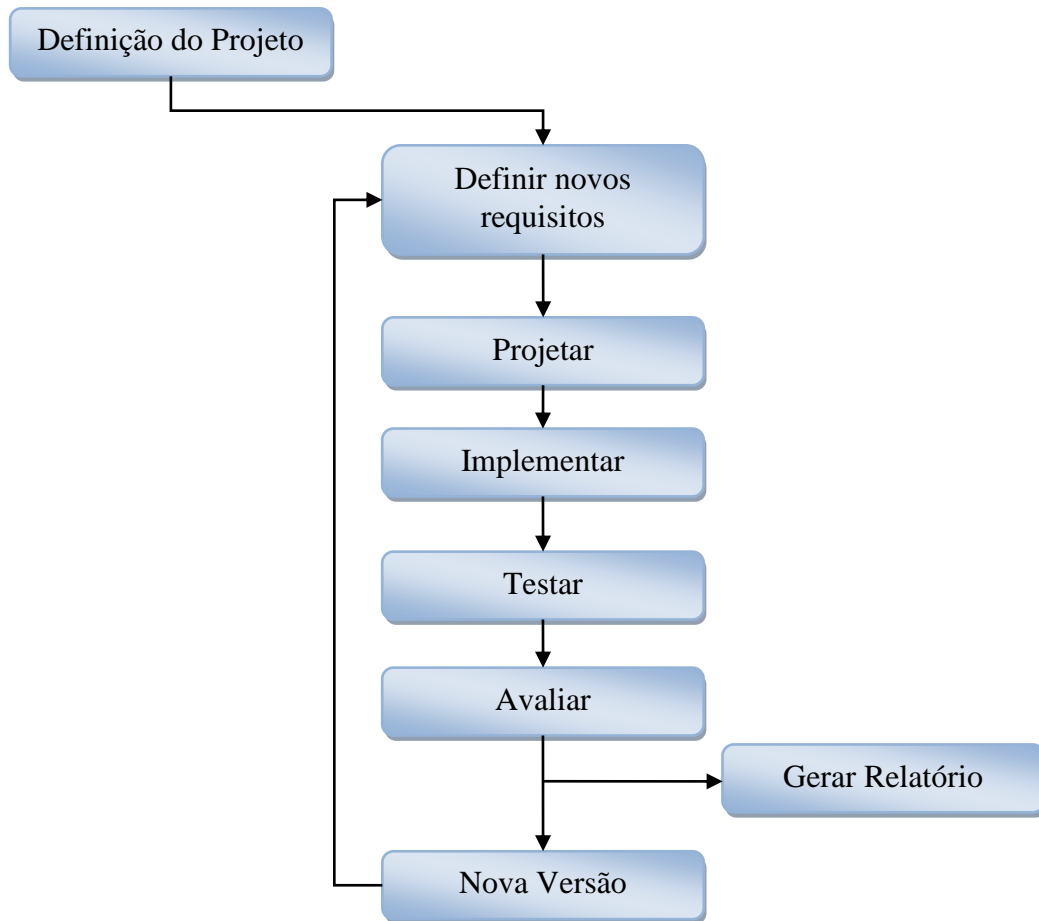 Definição do Projeto
Definir novos
requisitos
Projetar
Implementar
Testar
Avaliar
Gerar Relatório
Nova Versão